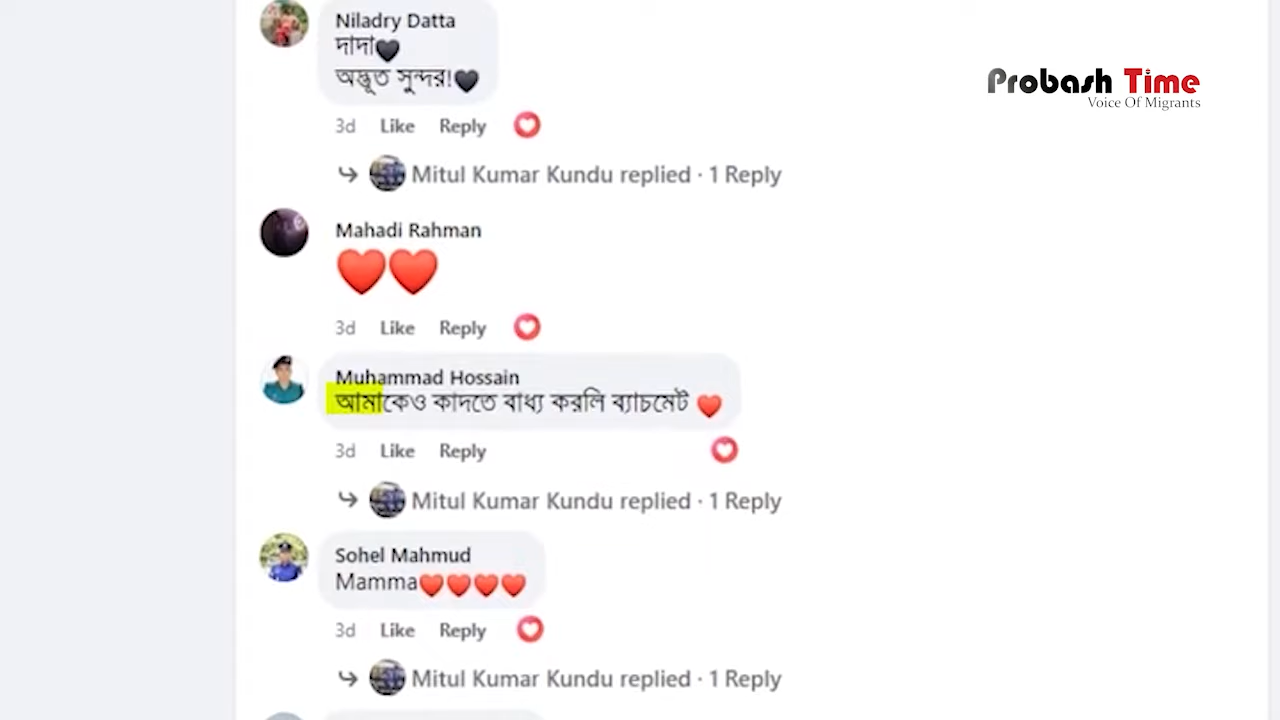 Niladry Datta
দাদা🖤
অদ্ভূত সুন্দর!🖤
Probash Time
Voice Of Migrants
3d Like Reply
Mitul Kumar Kundu replied · 1 Reply
Mahadi Rahman
❤️❤️
3d Like Reply
Muhammad Hossain
আমাকেও কাদতে বাধ্য করলি ব্যাচমেট ❤️
3d Like Reply
Mitul Kumar Kundu replied · 1 Reply
Sohel Mahmud
Mamma❤️❤️❤️❤️
3d Like Reply
Mitul Kumar Kundu replied · 1 Reply